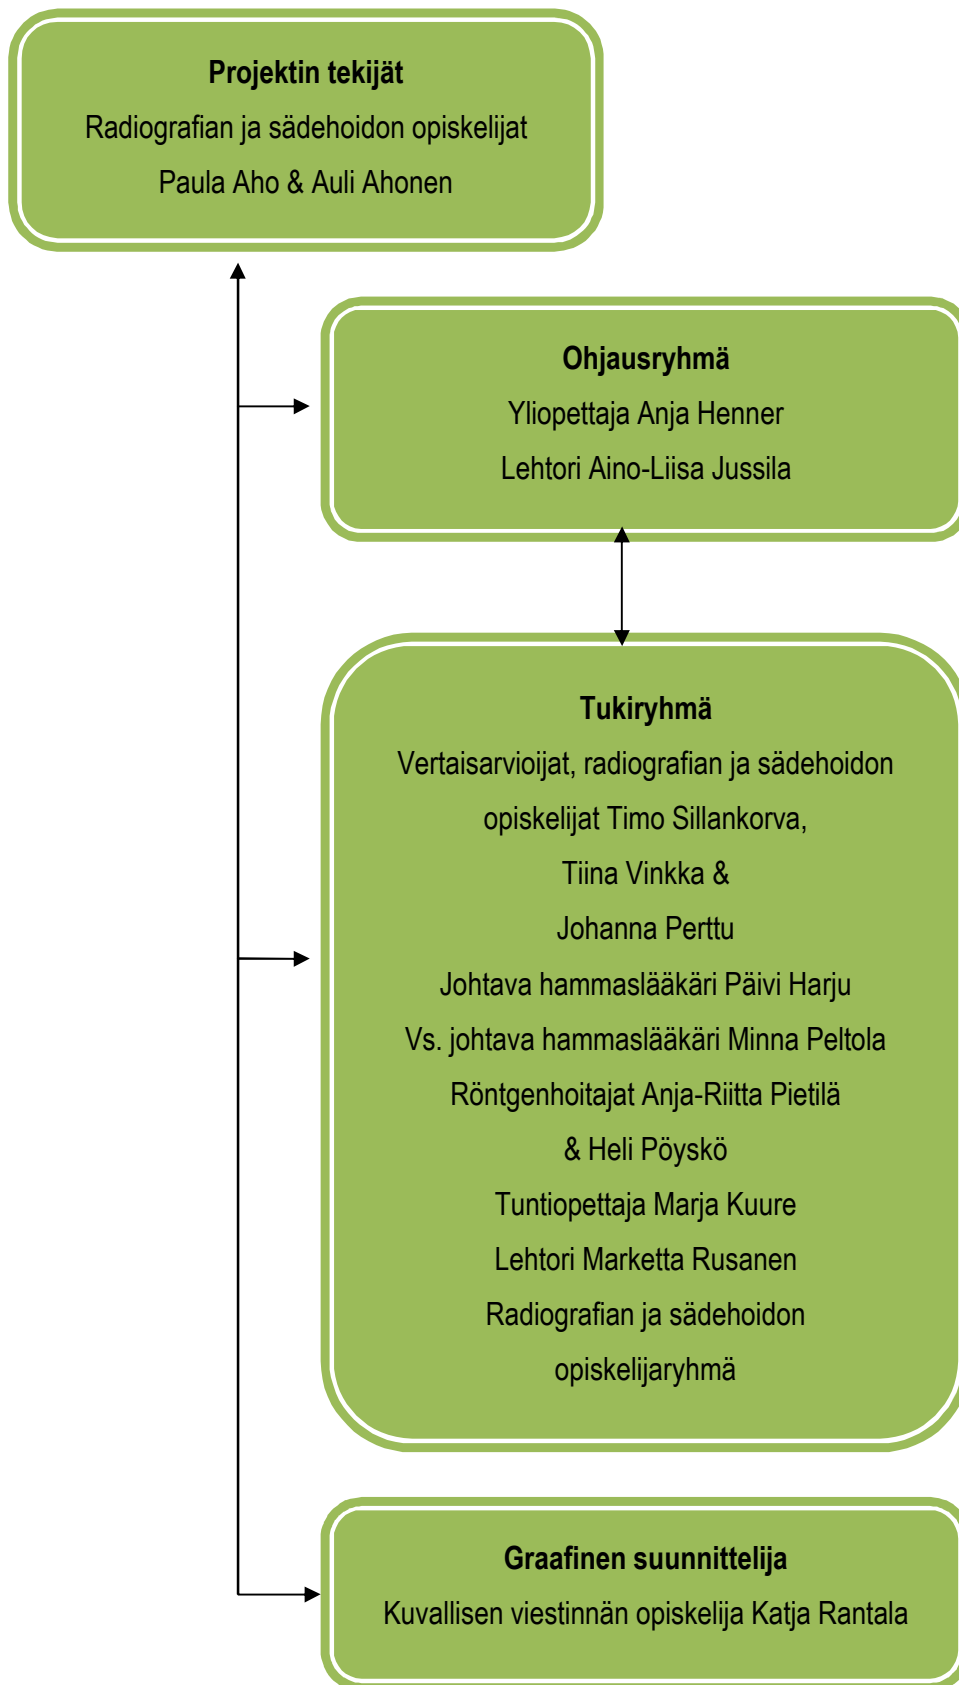 Projektin tekijät
Radiografian ja sädehoidon opiskelijat
Paula Aho & Auli Ahonen
Ohjausryhmä
Yliopettaja Anja Henner
Lehtori Aino-Liisa Jussila
Tukiryhmä
Vertaisarvioijat, radiografian ja sädehoidon
opiskelijat Timo Sillankorva,
Tiina Vinkka &
Johanna Perttu
Johtava hammaslääkäri Päivi Harju
Vs. johtava hammaslääkäri Minna Peltola
Röntgenhoitajat Anja-Riitta Pietilä
& Heli Pöyskö
Tuntiopettaja Marja Kuure
Lehtori Marketta Rusanen
Radiografian ja sädehoidon
opiskelijaryhmä
Graafinen suunnittelija
Kuvallisen viestinnän opiskelija Katja Rantala